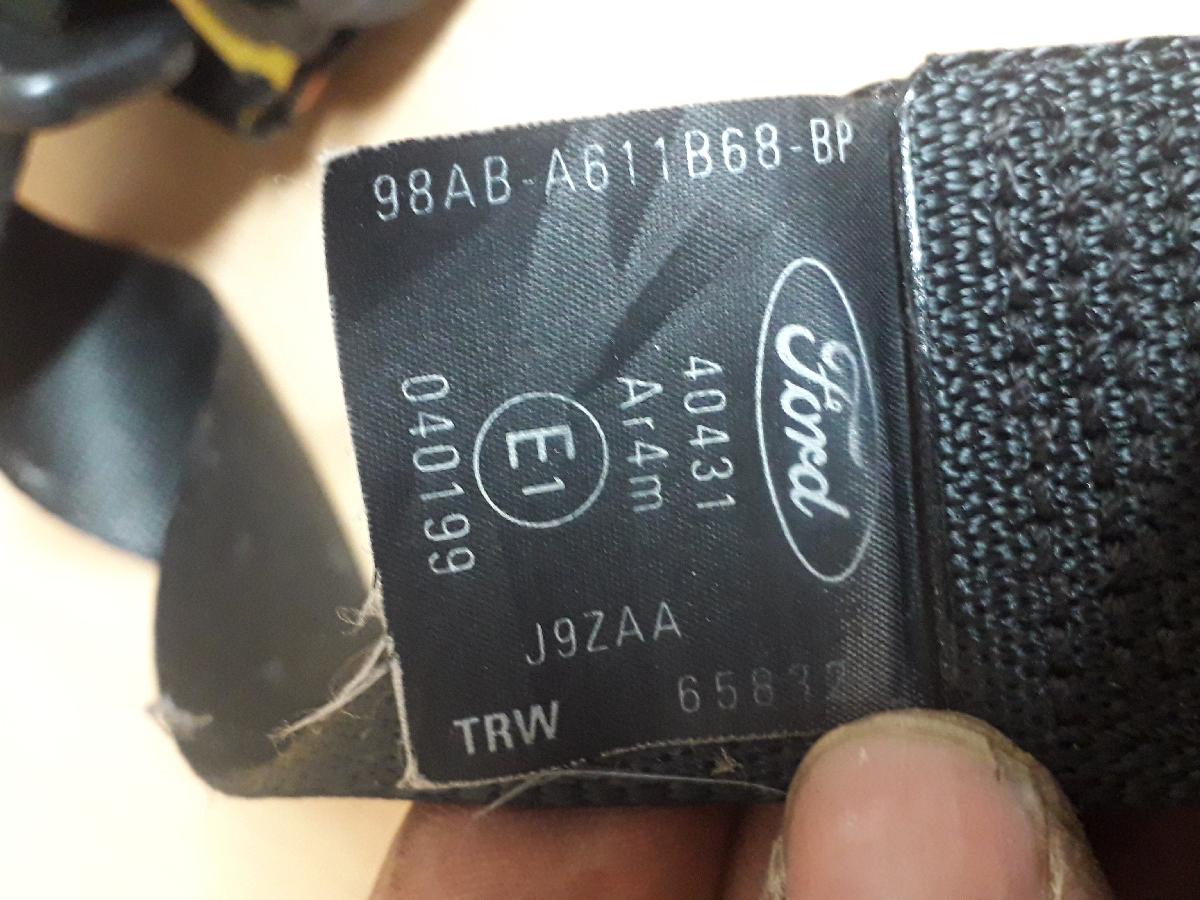 98AB-A611B68-BP
Ford
40431
Ar4m
E1
040199
J9ZAA
TRW